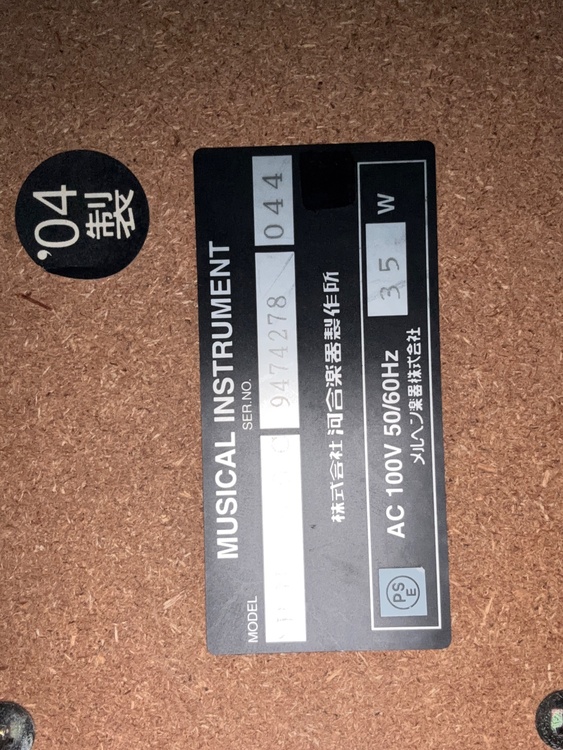 '04
製
MUSICAL INSTRUMENT
MODEL
SER.NO.
9474278
044
株式会社 河合楽器製作所
AC 100V 50/60Hz 35 W
メルヘン楽器株式会社
PS
E